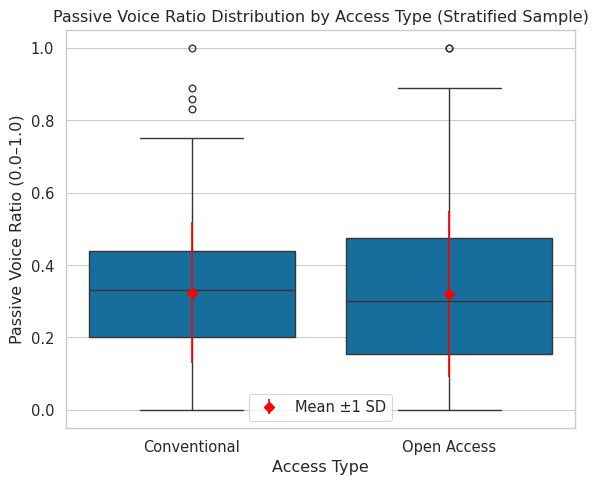 Passive Voice Ratio Distribution by Access Type (Stratified Sample)
Passive Voice Ratio (0.0–1.0)
1.0
0.8
0.6
0.4
0.2
0.0
Mean ±1 SD
Conventional
Open Access
Access Type